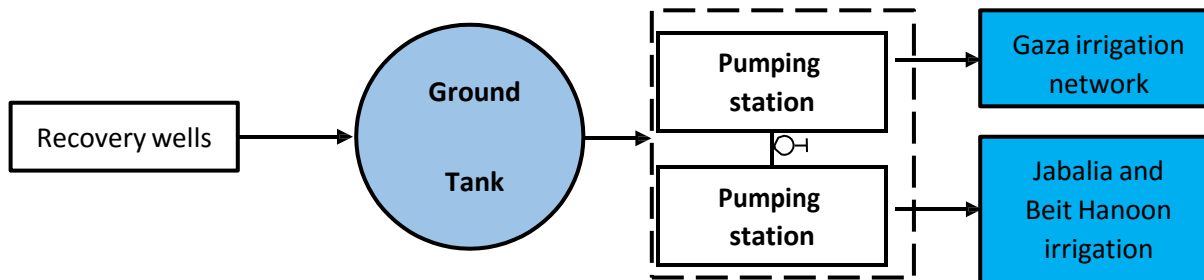 Recovery wells
Ground
Tank
Pumping
station
Pumping
station
Gaza irrigation
network
Jabalia and
Beit Hanoon
irrigation